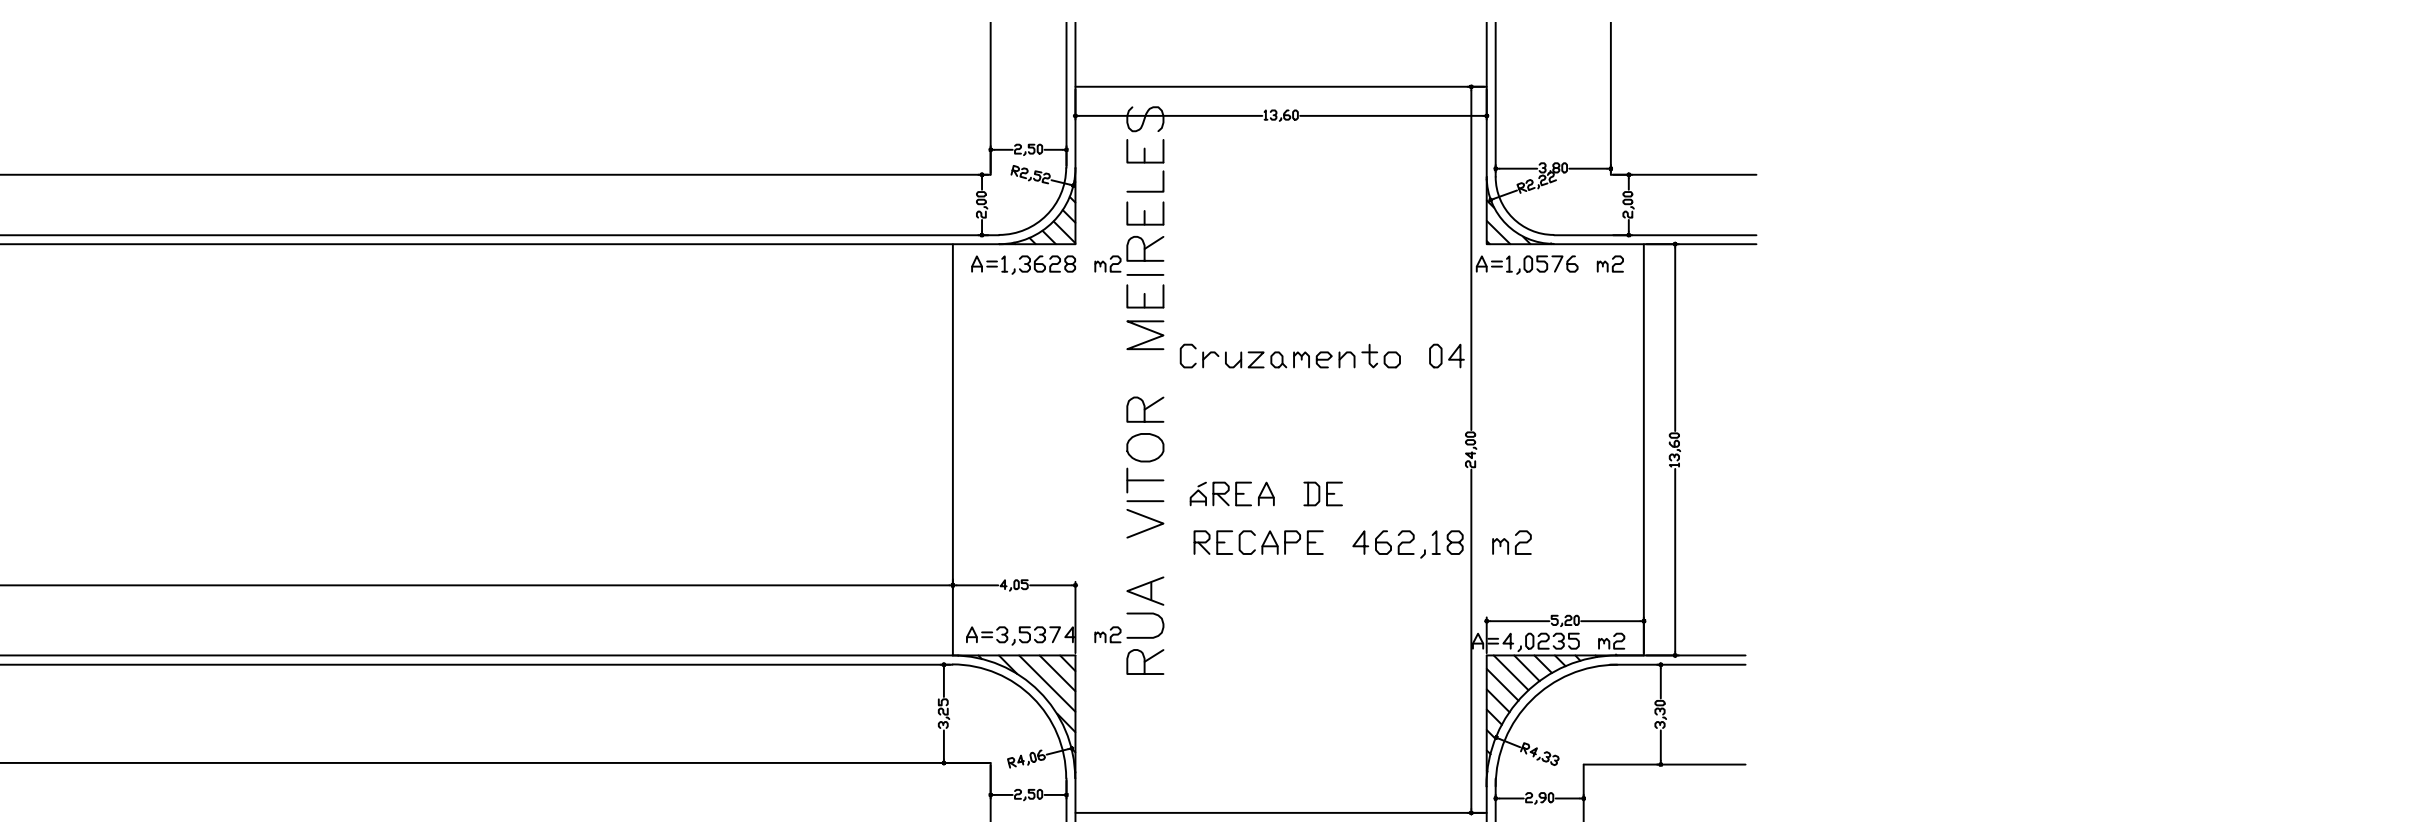 13,60
2,50
3,80
R2,52
R2,22
2,00
2,00
A=1,3628 m2
A=1,0576 m2
RUA VITOR MEIRELES
Cruzamento 04
24,00
13,60
áREA DE
RECAPE 462,18 m2
4,05
5,20
A=3,5374 m2
A=4,0235 m2
3,25
3,30
R4,06
R4,33
2,50
2,90